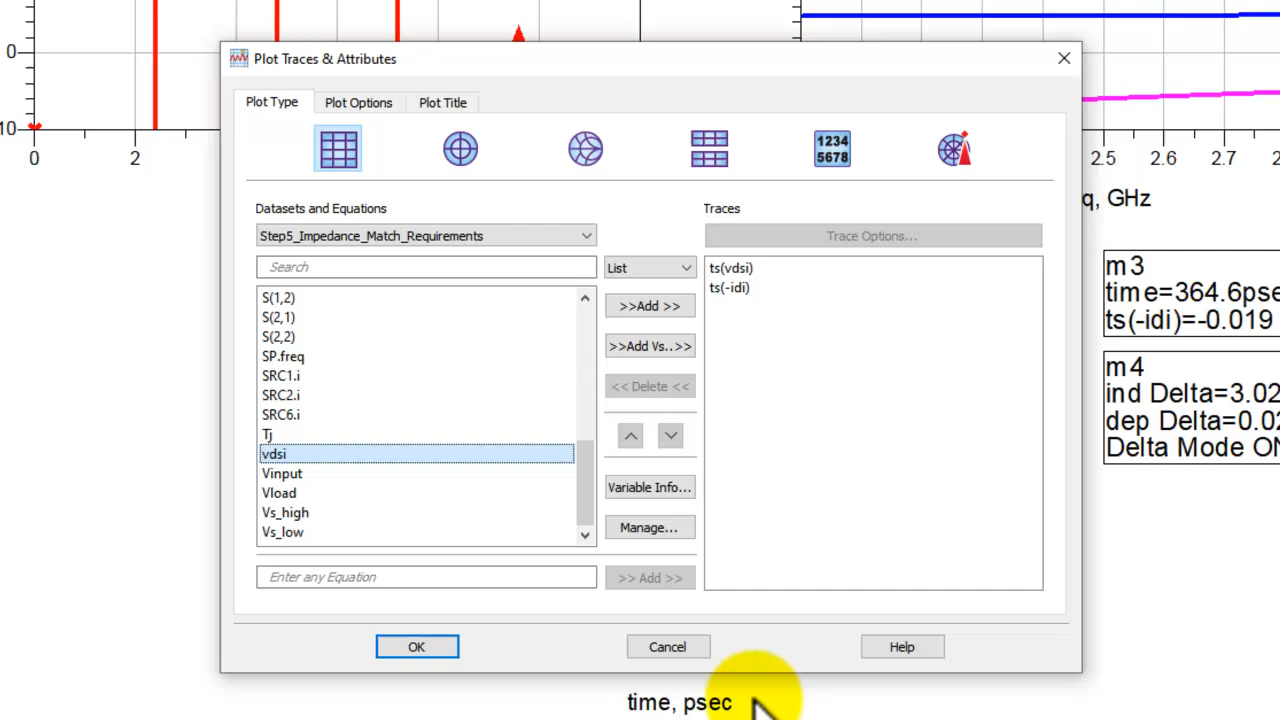 0
10
0
2
Plot Traces & Attributes
Plot Type
Plot Options
Plot Title
1234
5678
Datasets and Equations
Step5_Impedance_Match_Requirements
Search
List
S(1,2)
S(2,1)
S(2,2)
SP.freq
SRC1.i
SRC2.i
SRC6.i
Tj
vdsi
Vinput
Vload
Vs_high
Vs_low
Enter any Equation
>>Add >>
>>Add Vs..>>
<< Delete <<
Variable Info...
Manage...
>> Add >>
Traces
Trace Options...
ts(vdsi)
ts(-idi)
OK
Cancel
Help
2.5 2.6 2.7 2
q, GHz
m3
time=364.6pse
ts(-idi)=-0.019
m4
ind Delta=3.02
dep Delta=0.02
Delta Mode ON
time, psec